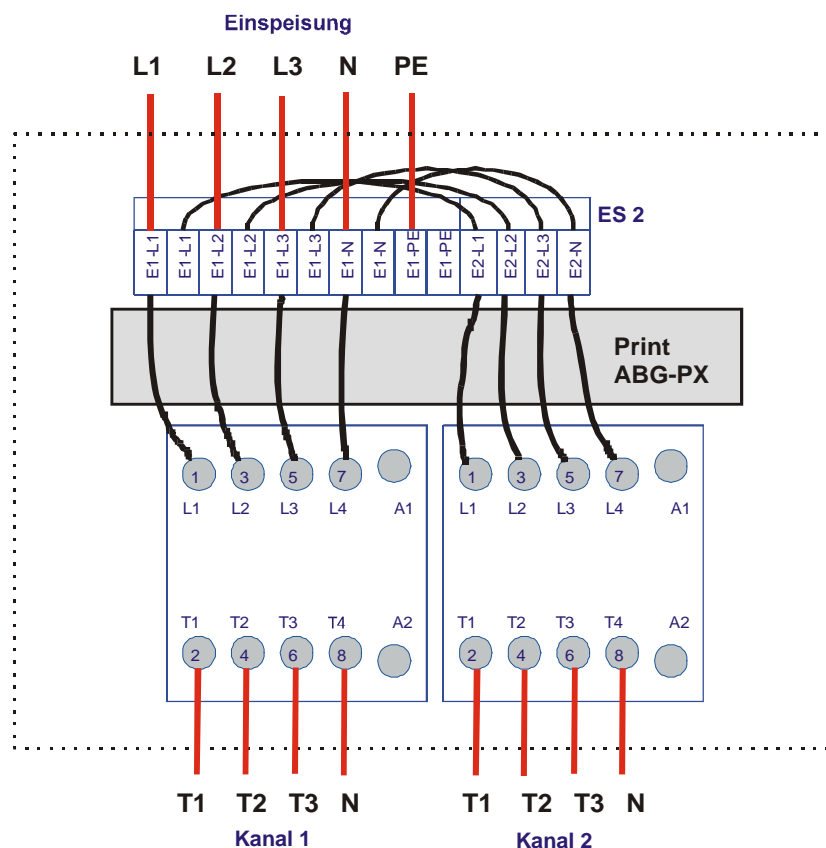 Einspeisung
L1 L2 L3 N PE
ES 2
E1-L1 E1-L1 E1-L2 E1-L2 E1-L3 E1-L3 E1-N E1-N E1-PE E1-PE E2-L1 E2-L2 E2-L3 E2-N
Print
ABG-PX
1 3 5 7 1 3 5 7
L1 L2 L3 L4 A1 L1 L2 L3 L4 A1
T1 T2 T3 T4 A2 T1 T2 T3 T4 A2
2 4 6 8 2 4 6 8
T1 T2 T3 N T1 T2 T3 N
Kanal 1 Kanal 2